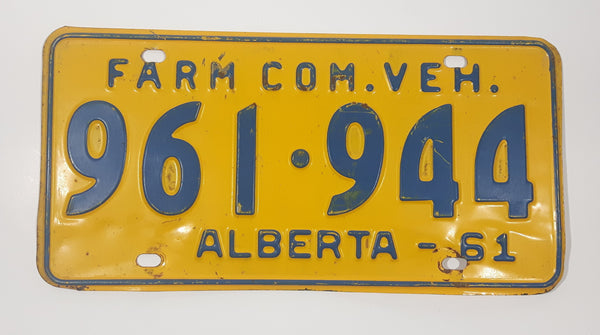 FARM COM. VEH.
961·944
ALBERTA - 61